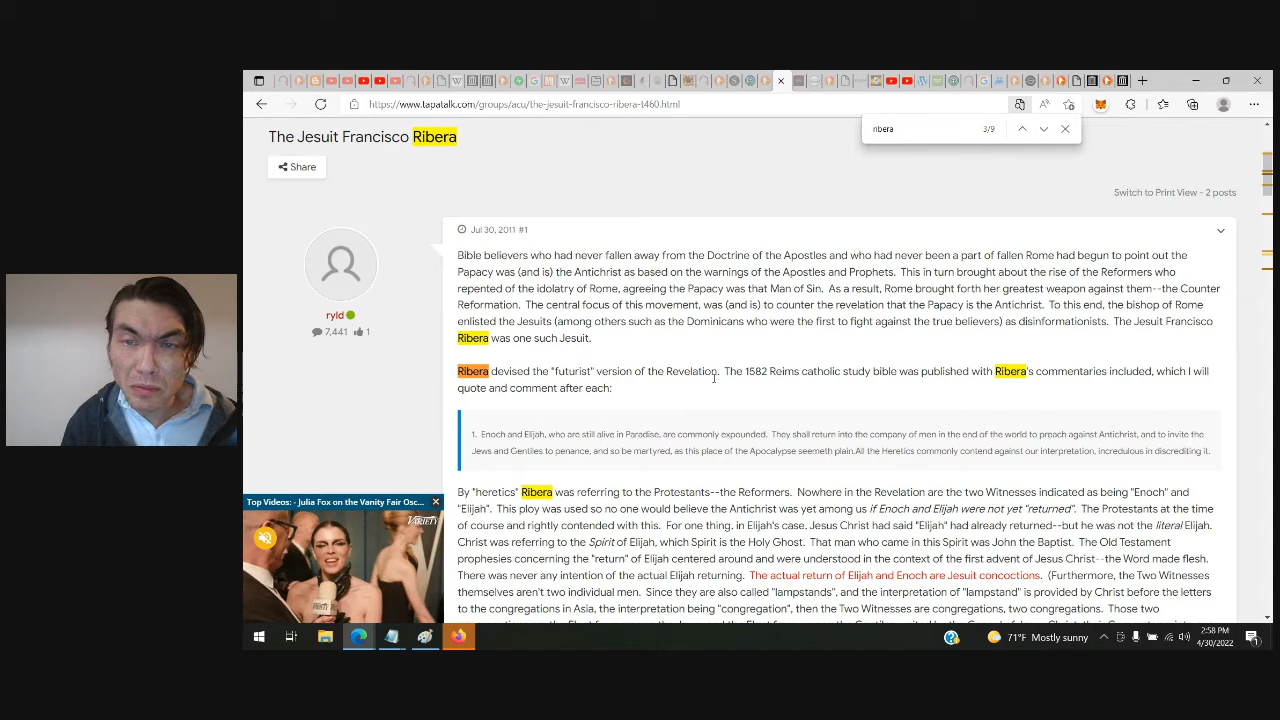 https://www.tapatalk.com/groups/acu/the-jesuit-francisco-ribera-t460.html
ribera
3/9
The Jesuit Francisco Ribera
Share
Switch to Print View - 2 posts
Jul 30, 2011 #1
ryld
7,441
1
Bible believers who had never fallen away from the Doctrine of the Apostles and who had never been a part of fallen Rome had begun to point out the
Papacy was (and is) the Antichrist as based on the warnings of the Apostles and Prophets. This in turn brought about the rise of the Reformers who
repented of the idolatry of Rome, agreeing the Papacy was that Man of Sin. As a result, Rome brought forth her greatest weapon against them--the Counter
Reformation. The central focus of this movement, was (and is) to counter the revelation that the Papacy is the Antichrist. To this end, the bishop of Rome
enlisted the Jesuits (among others such as the Dominicans who were the first to fight against the true believers) as disinformationists. The Jesuit Francisco
Ribera was one such Jesuit.
Ribera devised the "futurist" version of the Revelation. The 1582 Reims catholic study bible was published with Ribera's commentaries included, which I will
quote and comment after each:
1. Enoch and Elijah, who are still alive in Paradise, are commonly expounded. They shall return into the company of men in the end of the world to preach against Antichrist, and to invite the
Jews and Gentiles to penance, and so be martyred, as this place of the Apocalypse seemeth plain.All the Heretics commonly contend against our interpretation, incredulous in discrediting it.
By "heretics" Ribera was referring to the Protestants--the Reformers. Nowhere in the Revelation are the two Witnesses indicated as being "Enoch" and
"Elijah". This ploy was used so no one would believe the Antichrist was yet among us if Enoch and Elijah were not yet "returned". The Protestants at the time
of course and rightly contended with this. For one thing, in Elijah's case, Jesus Christ had said "Elijah" had already returned--but he was not the literal Elijah.
Christ was referring to the Spirit of Elijah, which Spirit is the Holy Ghost. That man who came in this Spirit was John the Baptist. The Old Testament
prophesies concerning the "return" of Elijah centered around and were understood in the context of the first advent of Jesus Christ--the Word made flesh.
There was never any intention of the actual Elijah returning. The actual return of Elijah and Enoch are Jesuit concoctions. (Furthermore, the Two Witnesses
themselves aren't two individual men. Since they are also called "lampstands", and the interpretation of "lampstand" is provided by Christ before the letters
to the congregations in Asia, the interpretation being "congregation", then the Two Witnesses are congregations, two congregations. Those two
Top Videos: - Julia Fox on the Vanity Fair Osc...
VARIETY
71°F Mostly sunny
2:58 PM
4/30/2022